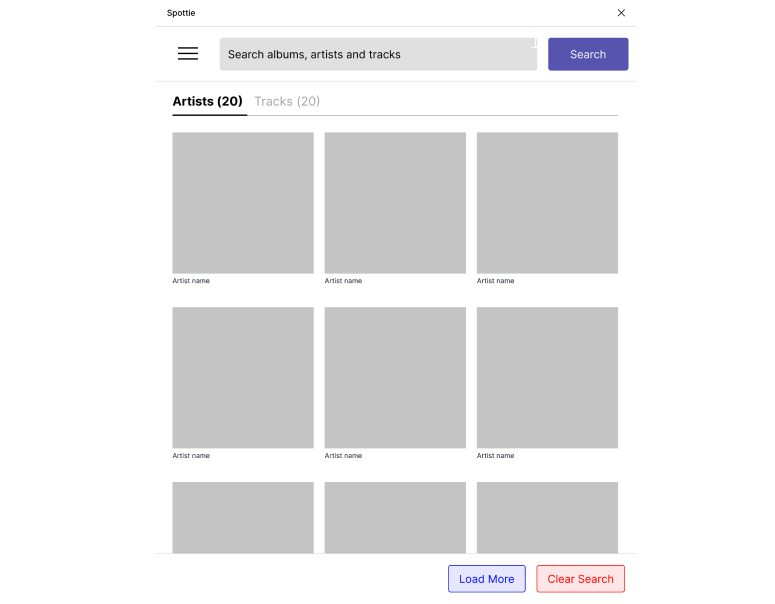 Spottie
Search albums, artists and tracks
Search
Artists (20) Tracks (20)
Artist name Artist name Artist name
Artist name Artist name Artist name
Load More Clear Search